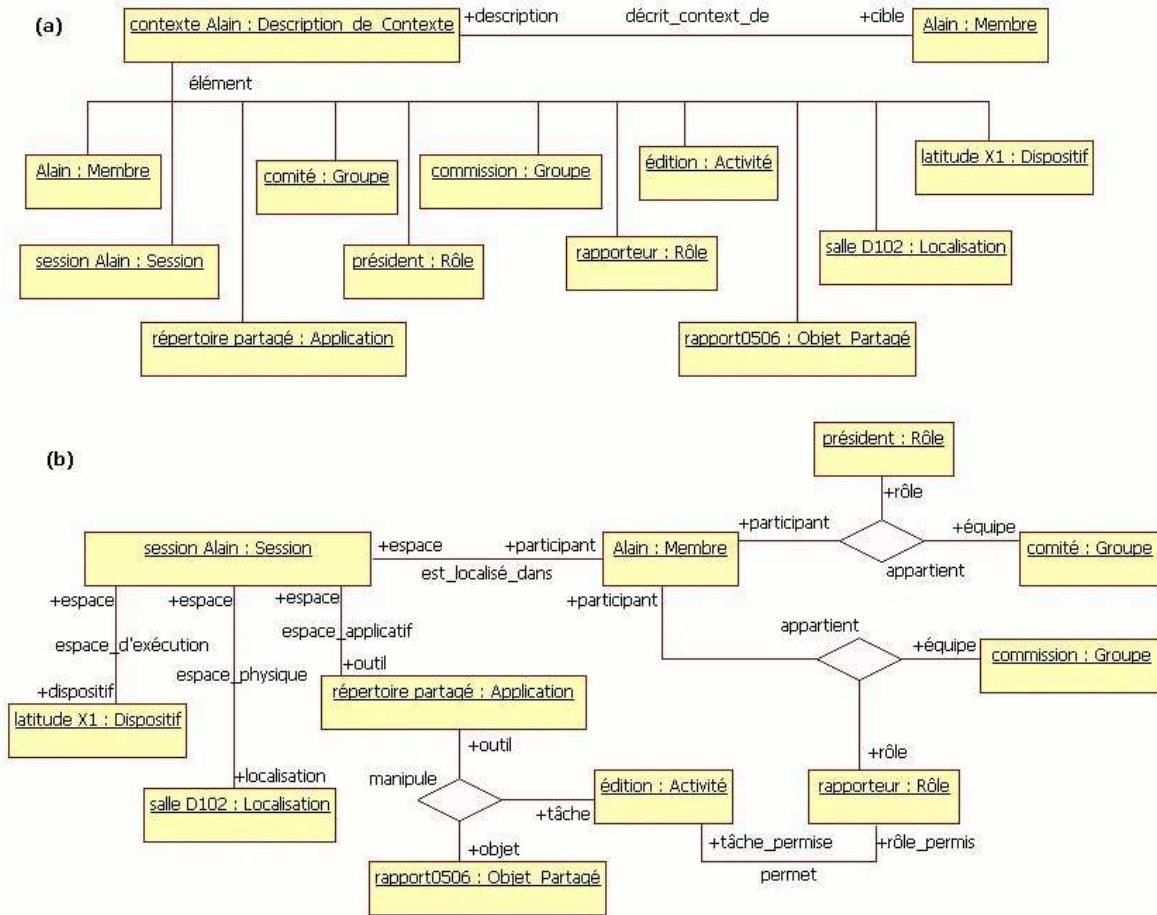 (a)
contexte Alain : Description_de_Contexte
+description
décrit_context_de
+cible
Alain : Membre
élément
Alain : Membre
comité : Groupe
commission : Groupe
édition : Activité
latitude X1 : Dispositif
session Alain : Session
président : Rôle
rapporteur : Rôle
salle D102 : Localisation
répertoire partagé : Application
rapport0506 : Objet_Partagé
(b)
président : Rôle
+rôle
+participant
+équipe
session Alain : Session
+espace
+participant
Alain : Membre
comité : Groupe
est_localisé_dans
appartient
+espace
+espace
+espace
+participant
espace_d'exécution
espace_applicatif
appartient
+équipe
commission : Groupe
espace_physique
+outil
+dispositif
latitude X1 : Dispositif
répertoire partagé : Application
+outil
+rôle
+localisation
manipule
salle D102 : Localisation
édition : Activité
rapporteur : Rôle
+tâche
+objet
+tâche_permise
+rôle_permis
rapport0506 : Objet_Partagé
permet